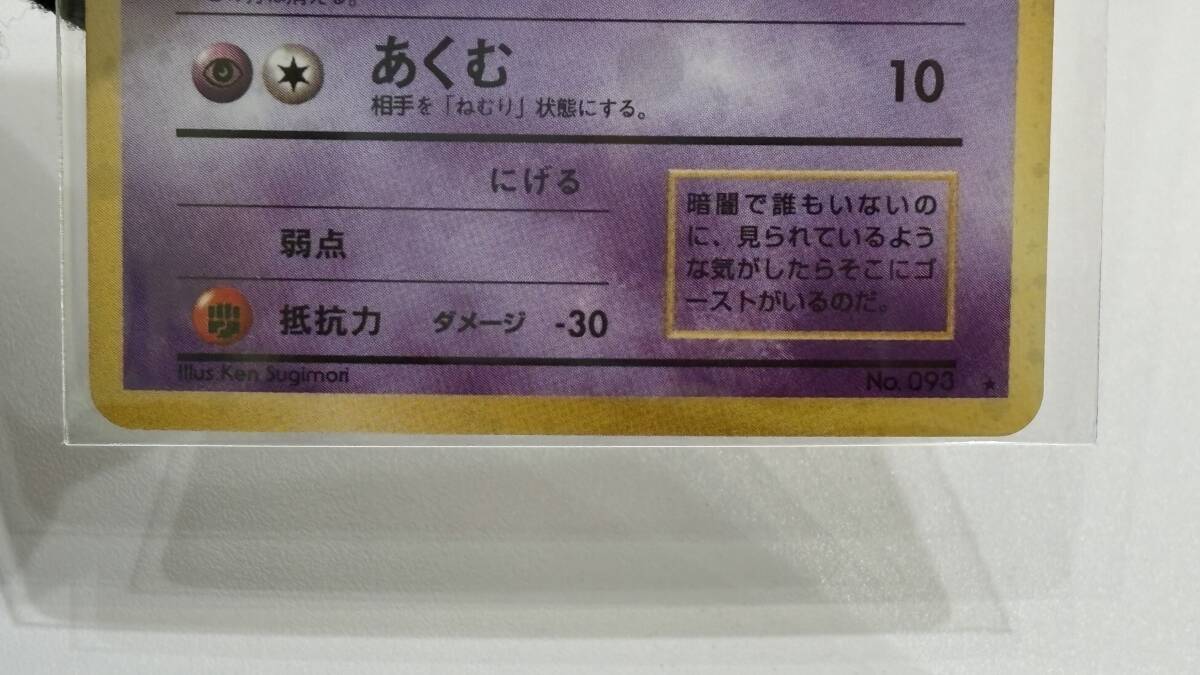 あくむ 10
相手を「ねむり」状態にする。
にげる
弱点
抵抗力 ダメージ -30
暗闇で誰もいないの
に、見られているよう
な気がしたらそこにゴ
ーストがいるのだ。
Illus Ken Sugimori
No. 093 ★